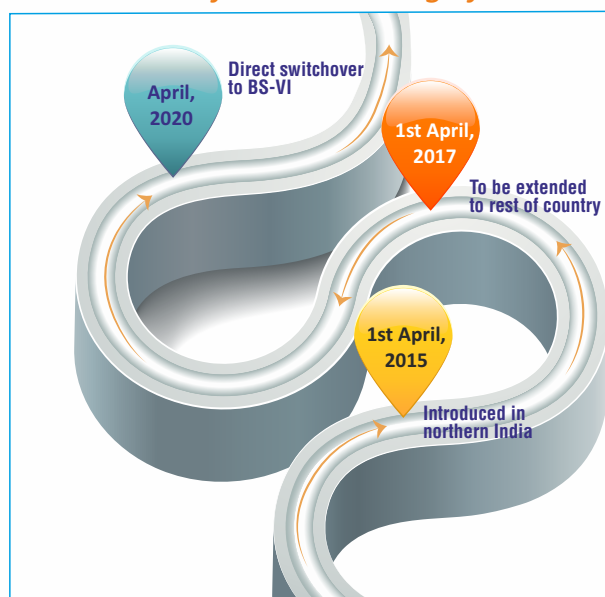 April,
2020
Direct switchover
to BS-VI
1st April,
2017
To be extended
to rest of country
1st April,
2015
Introduced in
northern India